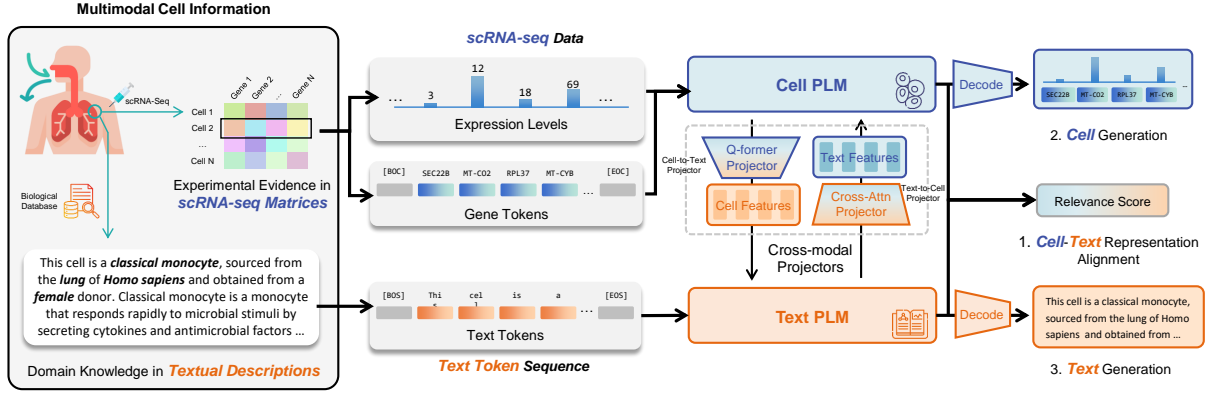 Multimodal Cell Information
scRNA-Seq
Gene 1
Gene 2
...
Gene N
Cell 1
Cell 2
...
Cell N
Biological
Database
Experimental Evidence in
scRNA-seq Matrices
This cell is a classical monocyte, sourced
from the lung of Homo sapiens and obtained from a
female donor. Classical monocyte is a monocyte
that responds rapidly to microbial stimuli by
secreting cytokines and antimicrobial factors ...
Domain Knowledge in Textual Descriptions
scRNA-seq Data
... 3 12 18 69 ...
Expression Levels
[BOC] SEC22B MT-CO2 RPL37 MT-CYB ... [EOC]
Gene Tokens
[BOS] Thi cel is a ... [EOS]
Text Tokens
Text Token Sequence
Cell PLM
Cell-to-Text
Projector
Q-former
Projector
Cell Features
Text Features
Cross-Attn
Projector
Text-to-Cell
Projector
Cross-modal
Projectors
Text PLM
Decode
SEC22B MT-CO2 RPL37 MT-CYB ...
2. Cell Generation
Relevance Score
1. Cell-Text Representation
Alignment
Decode
This cell is a classical monocyte,
sourced from the lung of Homo
sapiens and obtained from ...
3. Text Generation